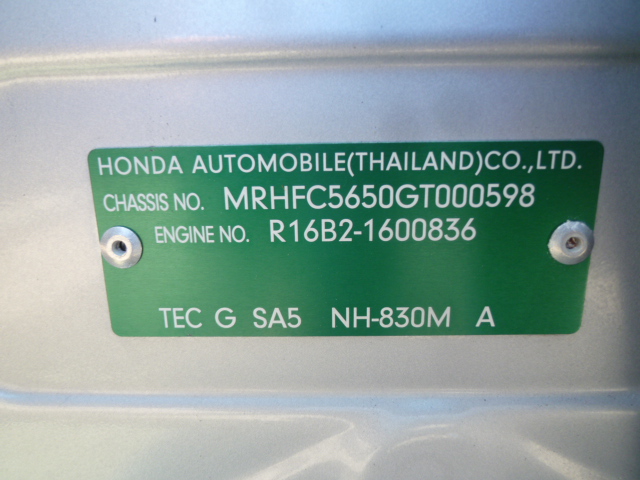 HONDA AUTOMOBILE(THAILAND)CO.,LTD.
CHASSIS NO. MRHFC5650GT000598
ENGINE NO. R16B2-1600836
TEC G SA5 NH-830M A